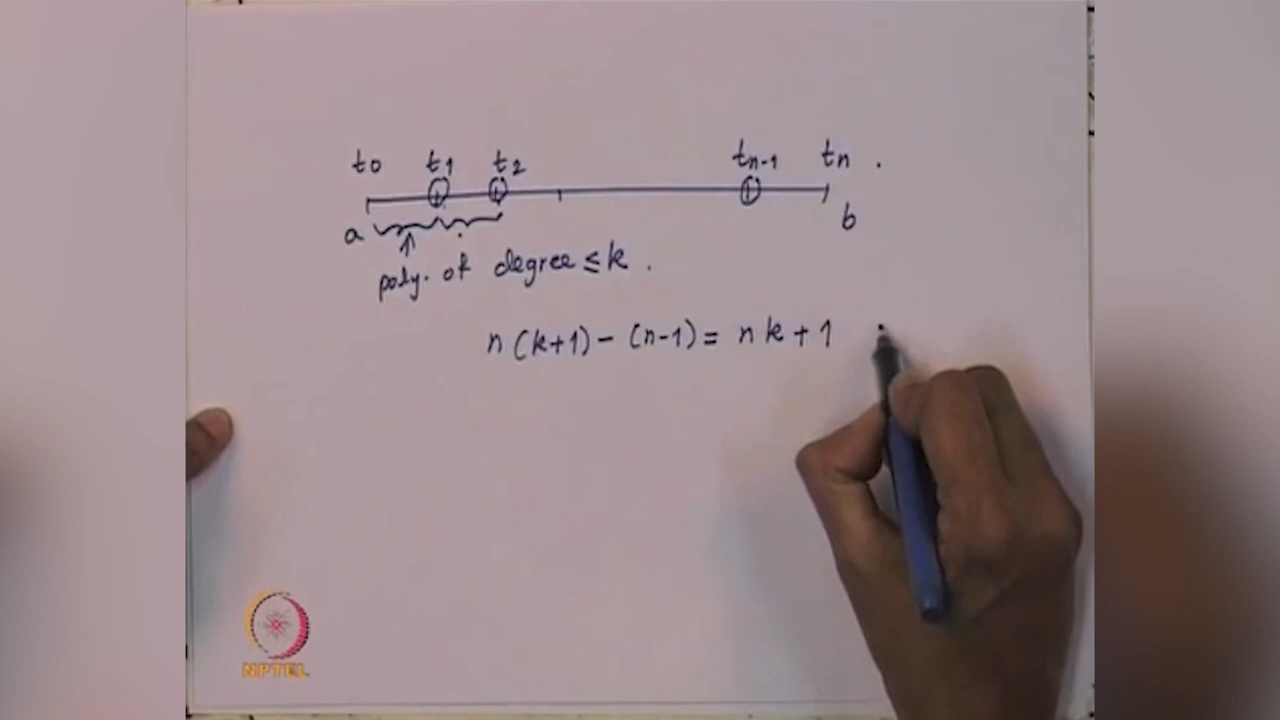 t0 t1 t2 tn-1 tn .
a b
poly. of degree ≤ k .
n (k+1) - (n-1) = n k + 1
NPTEL